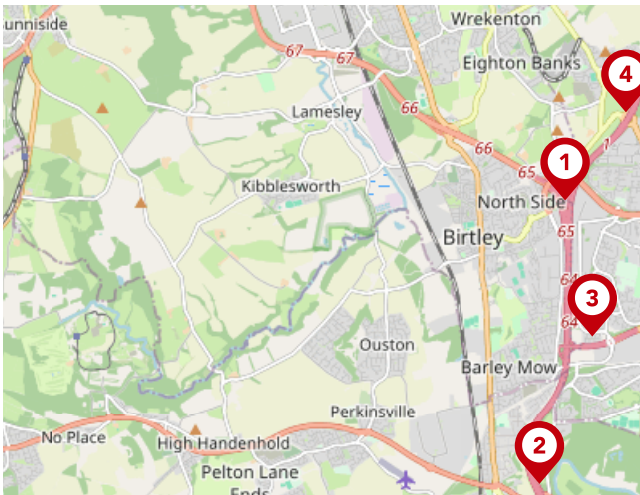 Wrekenton
unniside
67
67
Eighton Banks
4
Lamesley
66
1
66
65
1
Kibblesworth
North Side
65
Birtley
64
3
64
Ouston
Barley Mow
Perkinsville
No Place
High Handenhold
2
Pelton Lane
Ends